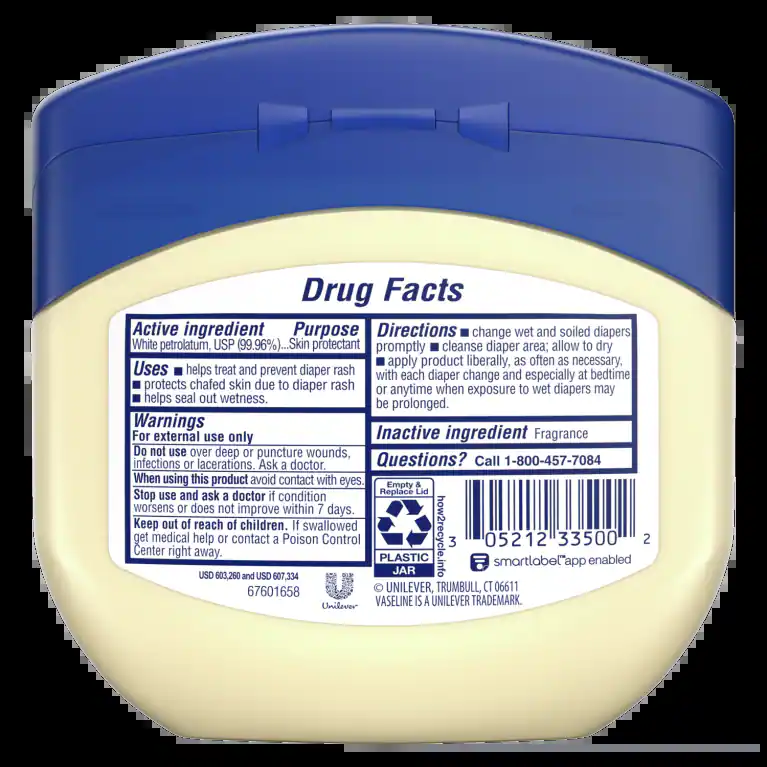 Drug Facts
Active ingredient Purpose
White petrolatum, USP (99.96%)...Skin protectant
Uses ■ helps treat and prevent diaper rash
■ protects chafed skin due to diaper rash
■ helps seal out wetness.
Warnings
For external use only
Do not use over deep or puncture wounds,
infections or lacerations. Ask a doctor.
When using this product avoid contact with eyes.
Stop use and ask a doctor if condition
worsens or does not improve within 7 days.
Keep out of reach of children. If swallowed
get medical help or contact a Poison Control
Center right away.
USD 603,260 and USD 607,334
67601658
Unilever
Directions ■ change wet and soiled diapers
promptly ■ cleanse diaper area; allow to dry
■ apply product liberally, as often as necessary,
with each diaper change and especially at bedtime
or anytime when exposure to wet diapers may
be prolonged.
Inactive ingredient Fragrance
Questions? Call 1-800-457-7084
Empty &
Replace Lid
PLASTIC
JAR
how2recycle.info
3 05212 33500 2
smartlabel™ app enabled
© UNILEVER, TRUMBULL, CT 06611
VASELINE IS A UNILEVER TRADEMARK.